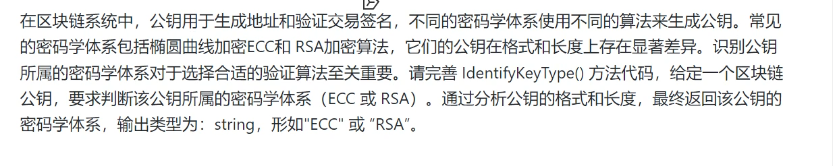 在区块链系统中，公钥用于生成地址和验证交易签名，不同的密码学体系使用不同的算法来生成公钥。常见
的密码学体系包括椭圆曲线加密ECC和 RSA加密算法，它们的公钥在格式和长度上存在显著差异。识别公钥
所属的密码学体系对于选择合适的验证算法至关重要。请完善 IdentifyKeyType() 方法代码，给定一个区块链
公钥，要求判断该公钥所属的密码学体系（ECC 或 RSA）。通过分析公钥的格式和长度，最终返回该公钥的
密码学体系，输出类型为：string，形如"ECC" 或 "RSA"。